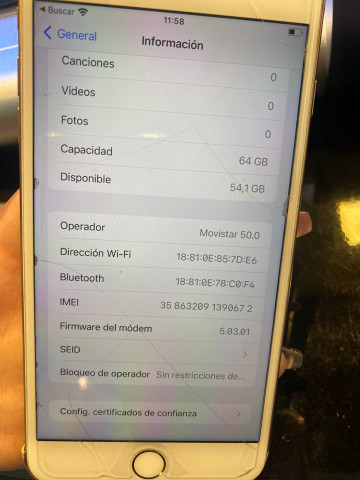 ◀ Buscar
11:58
General
Información
Canciones 0
Videos 0
Fotos 0
Capacidad 64 GB
Disponible 54,1 GB
Operador Movistar 50.0
Dirección Wi-Fi 18:81:0E:85:7D:E6
Bluetooth 18:81:0E:78:C0:F4
IMEI 35 863209 139067 2
Firmware del módem 5.03.01
SEID
Bloqueo de operador Sin restricciones de...
Config. certificados de confianza